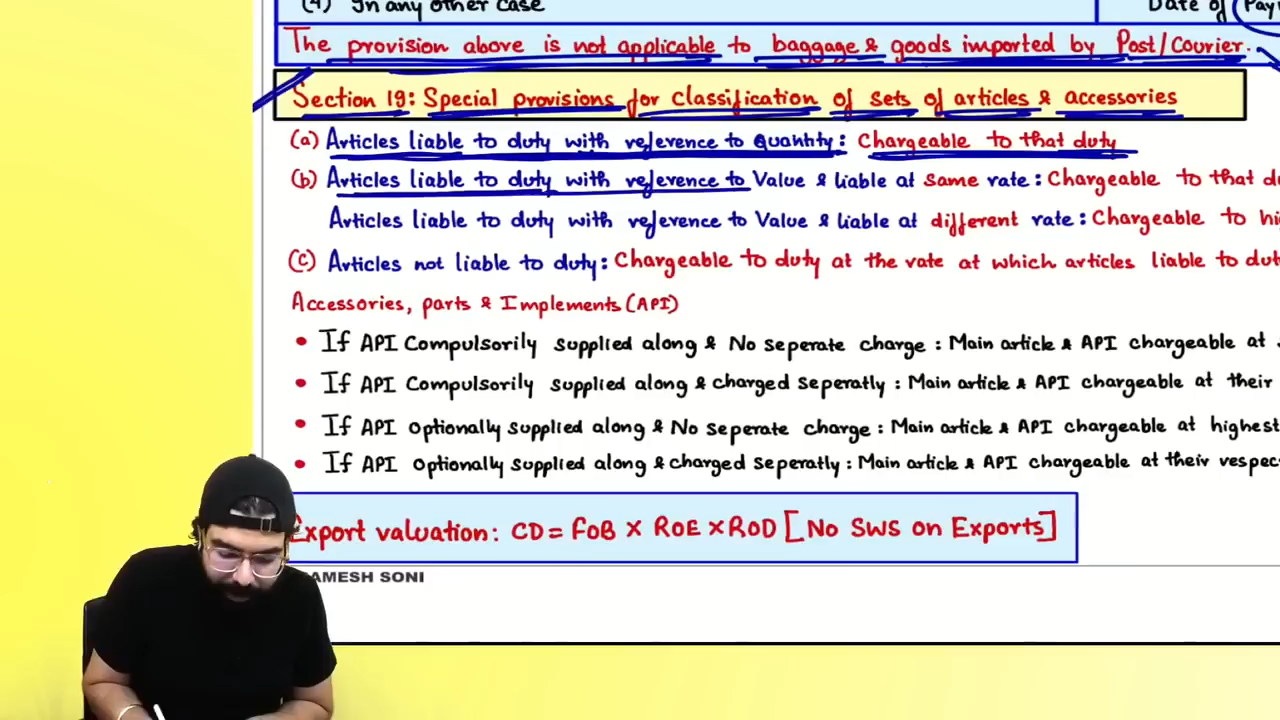 (4) In any other case
Date of Pay
The provision above is not applicable to baggage & goods imported by Post/Courier.
Section 19: Special provisions for Classification of sets of articles & accessories
(a) Articles liable to duty with reference to Quantity: Chargeable to that duty
(b) Articles liable to duty with reference to Value & liable at same rate: Chargeable to that du
Articles liable to duty with reference to Value & liable at different rate: Chargeable to hi
(c) Articles not liable to duty: Chargeable to duty at the rate at which articles liable to dut
Accessories, parts & Implements (API)
• If API Compulsorily supplied along & No seperate charge: Main article & API chargeable at
• If API Compulsorily supplied along & charged seperatly: Main article & API chargeable at their
• If API Optionally supplied along & No seperate charge: Main article & API chargeable at highest
• If API Optionally supplied along & charged seperatly: Main article & API chargeable at their respec
Export valuation: CD = FOB × ROE × ROD [No SWS on Exports]
AMESH SONI